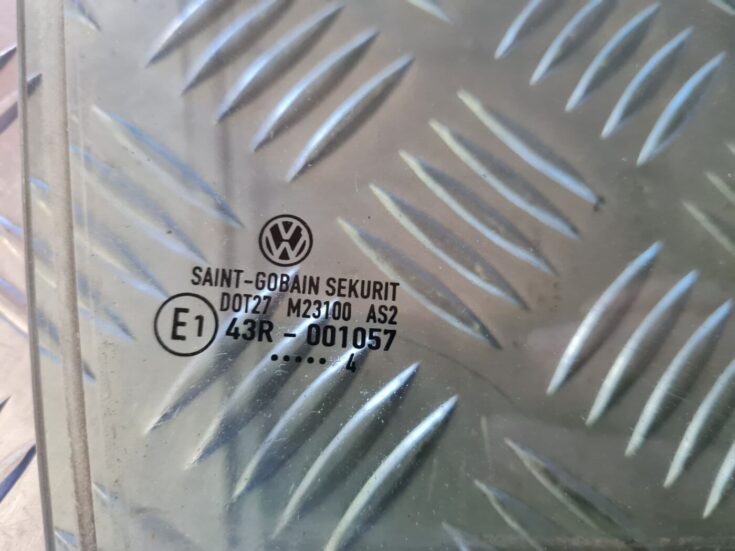 SAINT-GOBAIN SEKURIT
DOT27 M23100 AS2
E1 43R - 001057
••••• 4